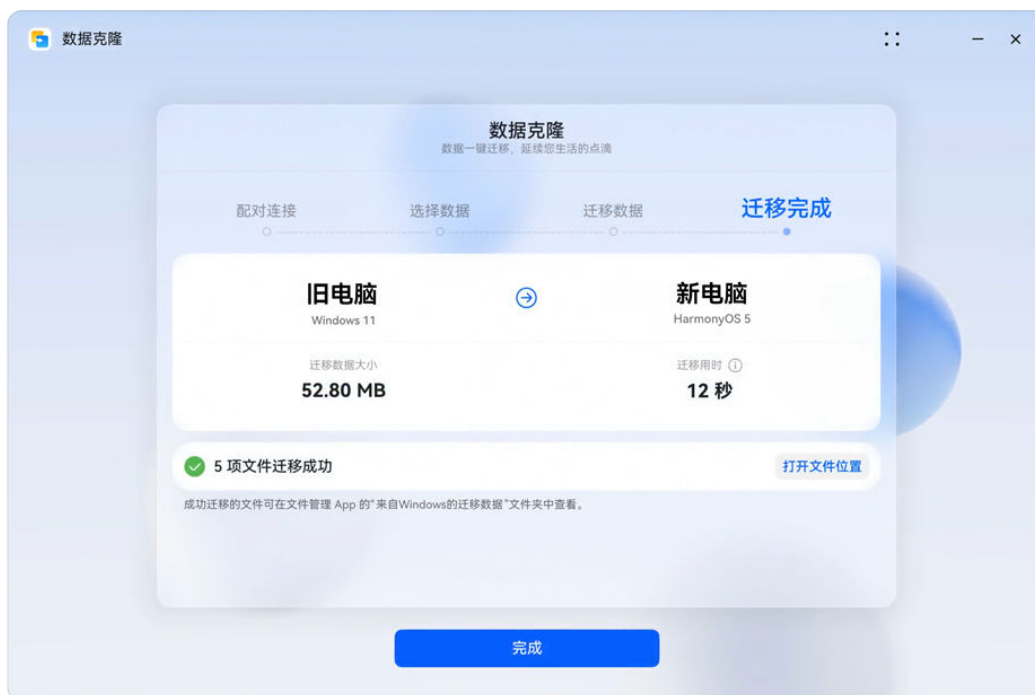 数据克隆
数据克隆
数据一键迁移，延续您生活的点滴
配对连接 选择数据 迁移数据 迁移完成
旧电脑 新电脑
Windows 11 HarmonyOS 5
迁移数据大小 迁移用时
52.80 MB 12 秒
5 项文件迁移成功 打开文件位置
成功迁移的文件可在文件管理 App 的“来自Windows的迁移数据”文件夹中查看。
完成